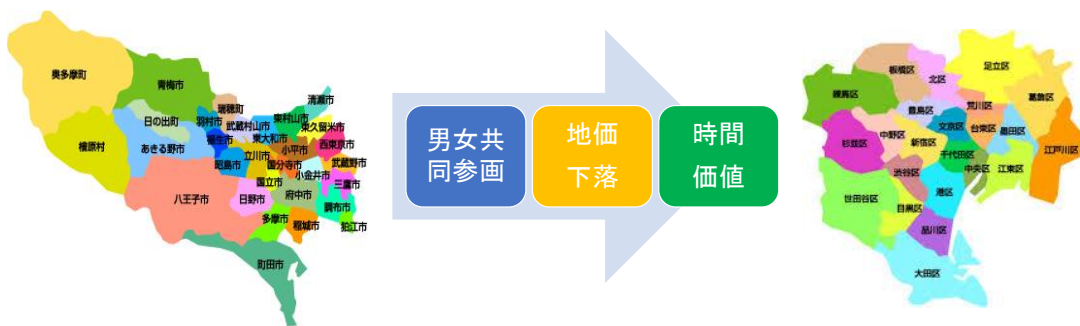 奥多摩町
青梅市
瑞穂町
清瀬市
日の出町
羽村市
武蔵村山市
東村山市
東大和市
東久留米市
檜原村
あきる野市
福生市
昭島市
立川市
小平市
西東京市
国分寺市
武蔵野市
小金井市
国立市
三鷹市
八王子市
日野市
府中市
調布市
多摩市
稲城市
狛江市
町田市
男女共
同参画
地価
下落
時間
価値
足立区
板橋区
北区
練馬区
荒川区
葛飾区
豊島区
文京区
台東区
墨田区
中野区
杉並区
新宿区
千代田区
江戸川区
渋谷区
中央区
江東区
世田谷区
港区
目黒区
品川区
大田区